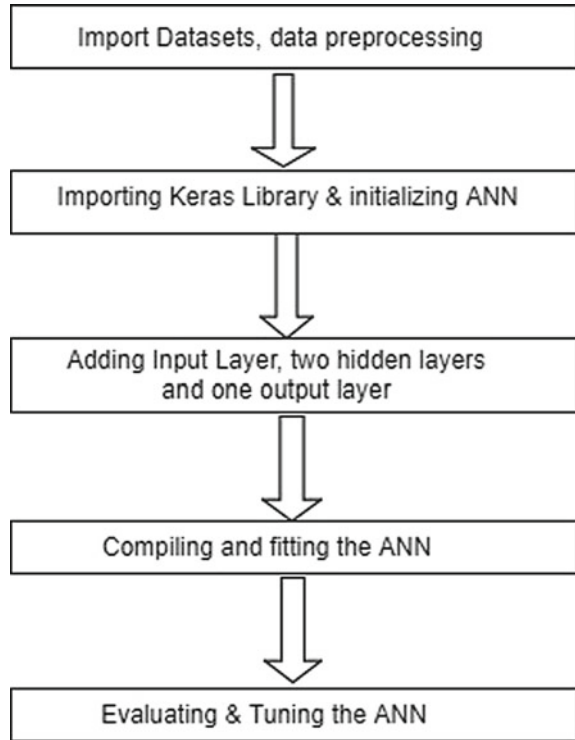 Import Datasets, data preprocessing
Importing Keras Library & initializing ANN
Adding Input Layer, two hidden layers
and one output layer
Compiling and fitting the ANN
Evaluating & Tuning the ANN